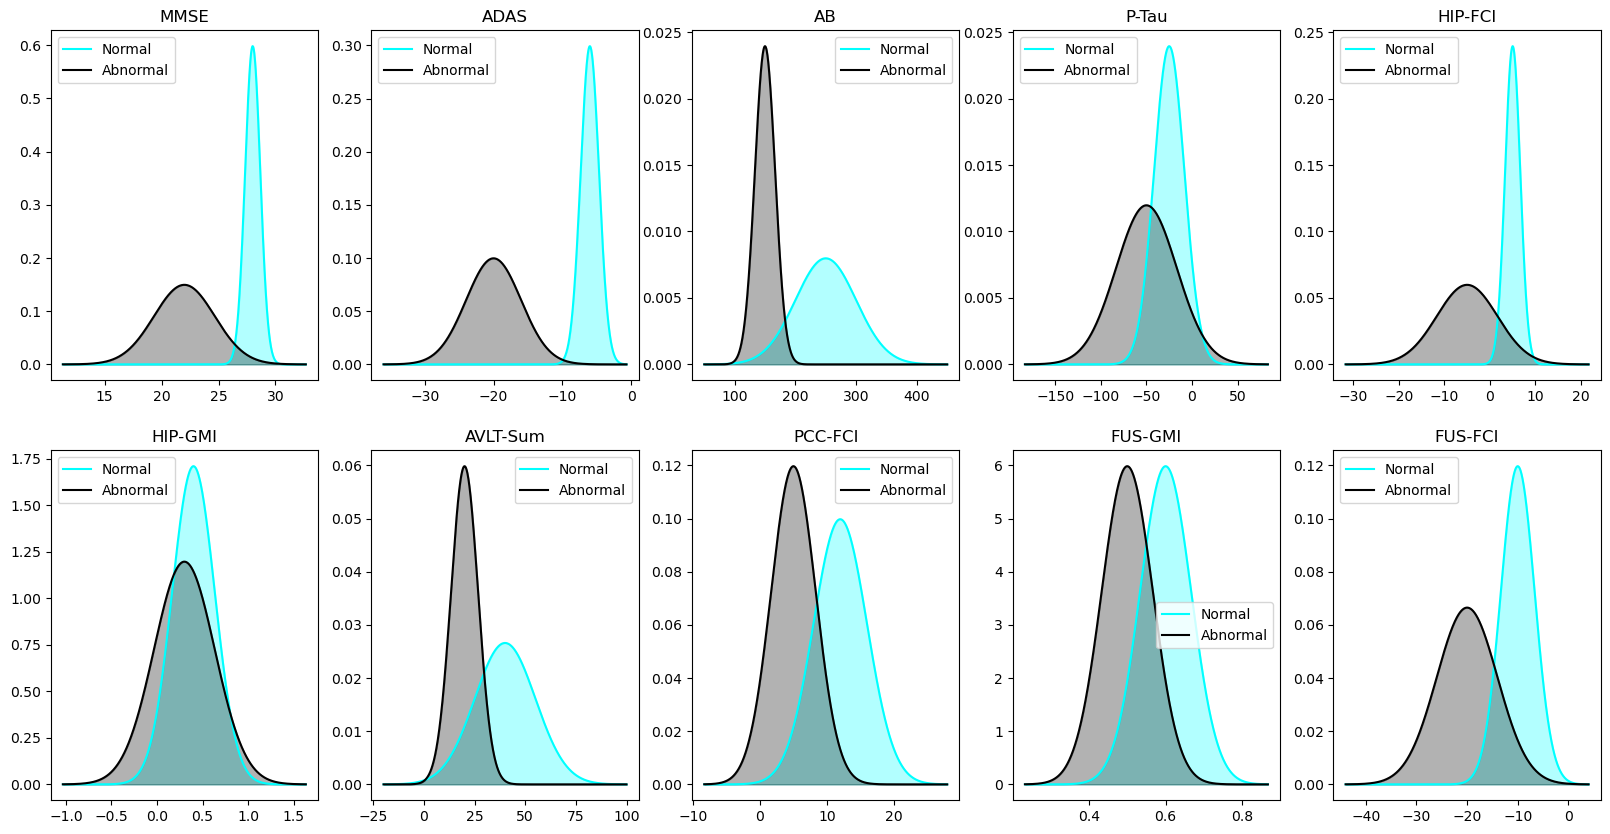 MMSE
0.6
0.5
0.4
0.3
0.2
0.1
0.0
Normal
Abnormal
15 20 25 30
ADAS
0.30
0.25
0.20
0.15
0.10
0.05
0.00
Normal
Abnormal
−30 −20 −10 0
AB
0.025
0.020
0.015
0.010
0.005
0.000
Normal
Abnormal
100 200 300 400
P-Tau
0.025
0.020
0.015
0.010
0.005
0.000
Normal
Abnormal
−150 −100 −50 0 50
HIP-FCI
0.25
0.20
0.15
0.10
0.05
0.00
Normal
Abnormal
−30 −20 −10 0 10 20
HIP-GMI
1.75
1.50
1.25
1.00
0.75
0.50
0.25
0.00
Normal
Abnormal
−1.0 −0.5 0.0 0.5 1.0 1.5
AVLT-Sum
0.06
0.05
0.04
0.03
0.02
0.01
0.00
Normal
Abnormal
−25 0 25 50 75 100
PCC-FCI
0.12
0.10
0.08
0.06
0.04
0.02
0.00
Normal
Abnormal
−10 0 10 20
FUS-GMI
6
5
4
3
2
1
0
Normal
Abnormal
0.4 0.6 0.8
FUS-FCI
0.12
0.10
0.08
0.06
0.04
0.02
0.00
Normal
Abnormal
−40 −30 −20 −10 0